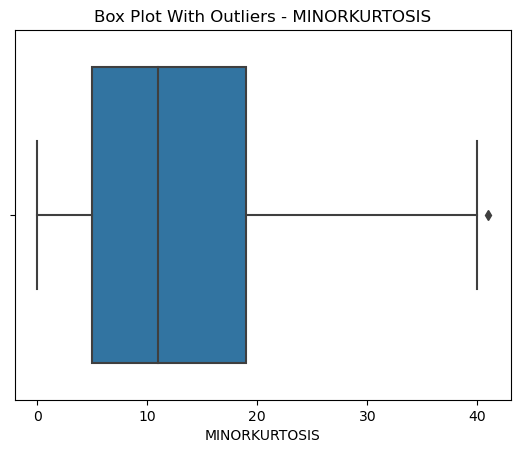 Box Plot With Outliers - MINORKURTOSIS
0 10 20 30 40
MINORKURTOSIS